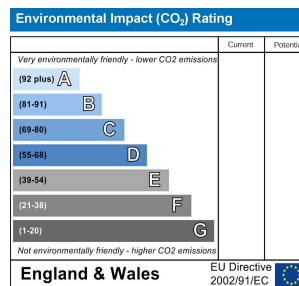 Environmental Impact (CO2) Rating
Current
Very environmentally friendly - lower CO2 emissions
(92 plus) A
(81-91) B
(69-80) C
(55-68) D
(39-54) E
(21-38) F
(1-20) G
Not environmentally friendly - higher CO2 emissions
England & Wales
EU Directive
2002/91/EC